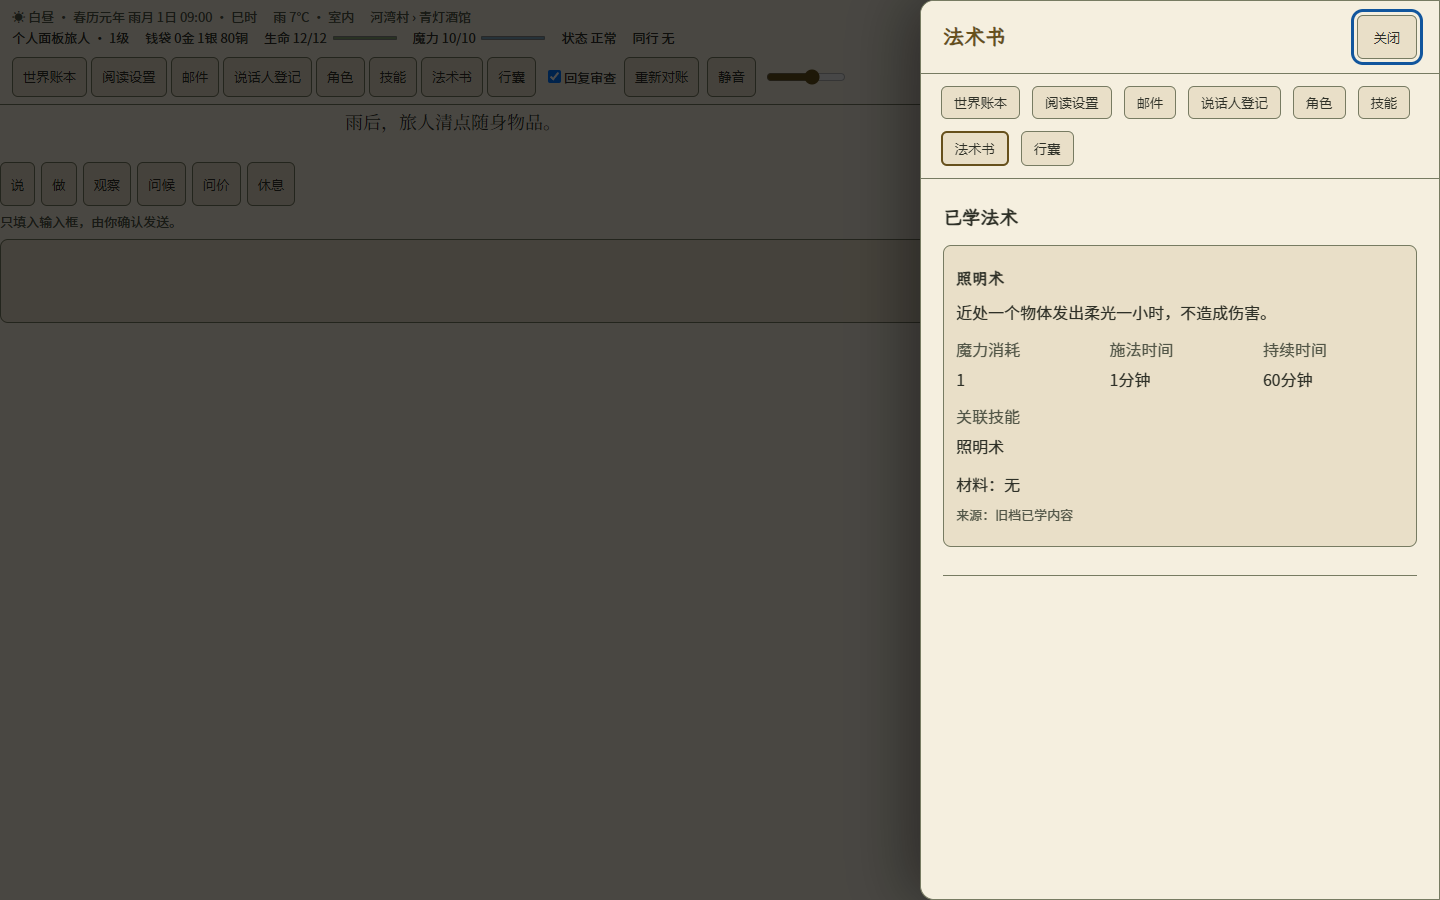 白昼 · 春历元年 雨月 1日 09:00 · 巳时 雨 7°C · 室内 河湾村 › 青灯酒馆
个人面板旅人 · 1级 钱袋 0金 1银 80铜 生命 12/12 魔力 10/10 状态 正常 同行 无
世界账本 阅读设置 邮件 说话人登记 角色 技能 法术书 行囊 回复审查 重新对账 静音
雨后，旅人清点随身物品。
说 做 观察 问候 问价 休息
只填入输入框，由你确认发送。
法术书 关闭
世界账本 阅读设置 邮件 说话人登记 角色 技能
法术书 行囊
已学法术
照明术
近处一个物体发出柔光一小时，不造成伤害。
魔力消耗 施法时间 持续时间
1 1分钟 60分钟
关联技能
照明术
材料：无
来源：旧档已学内容